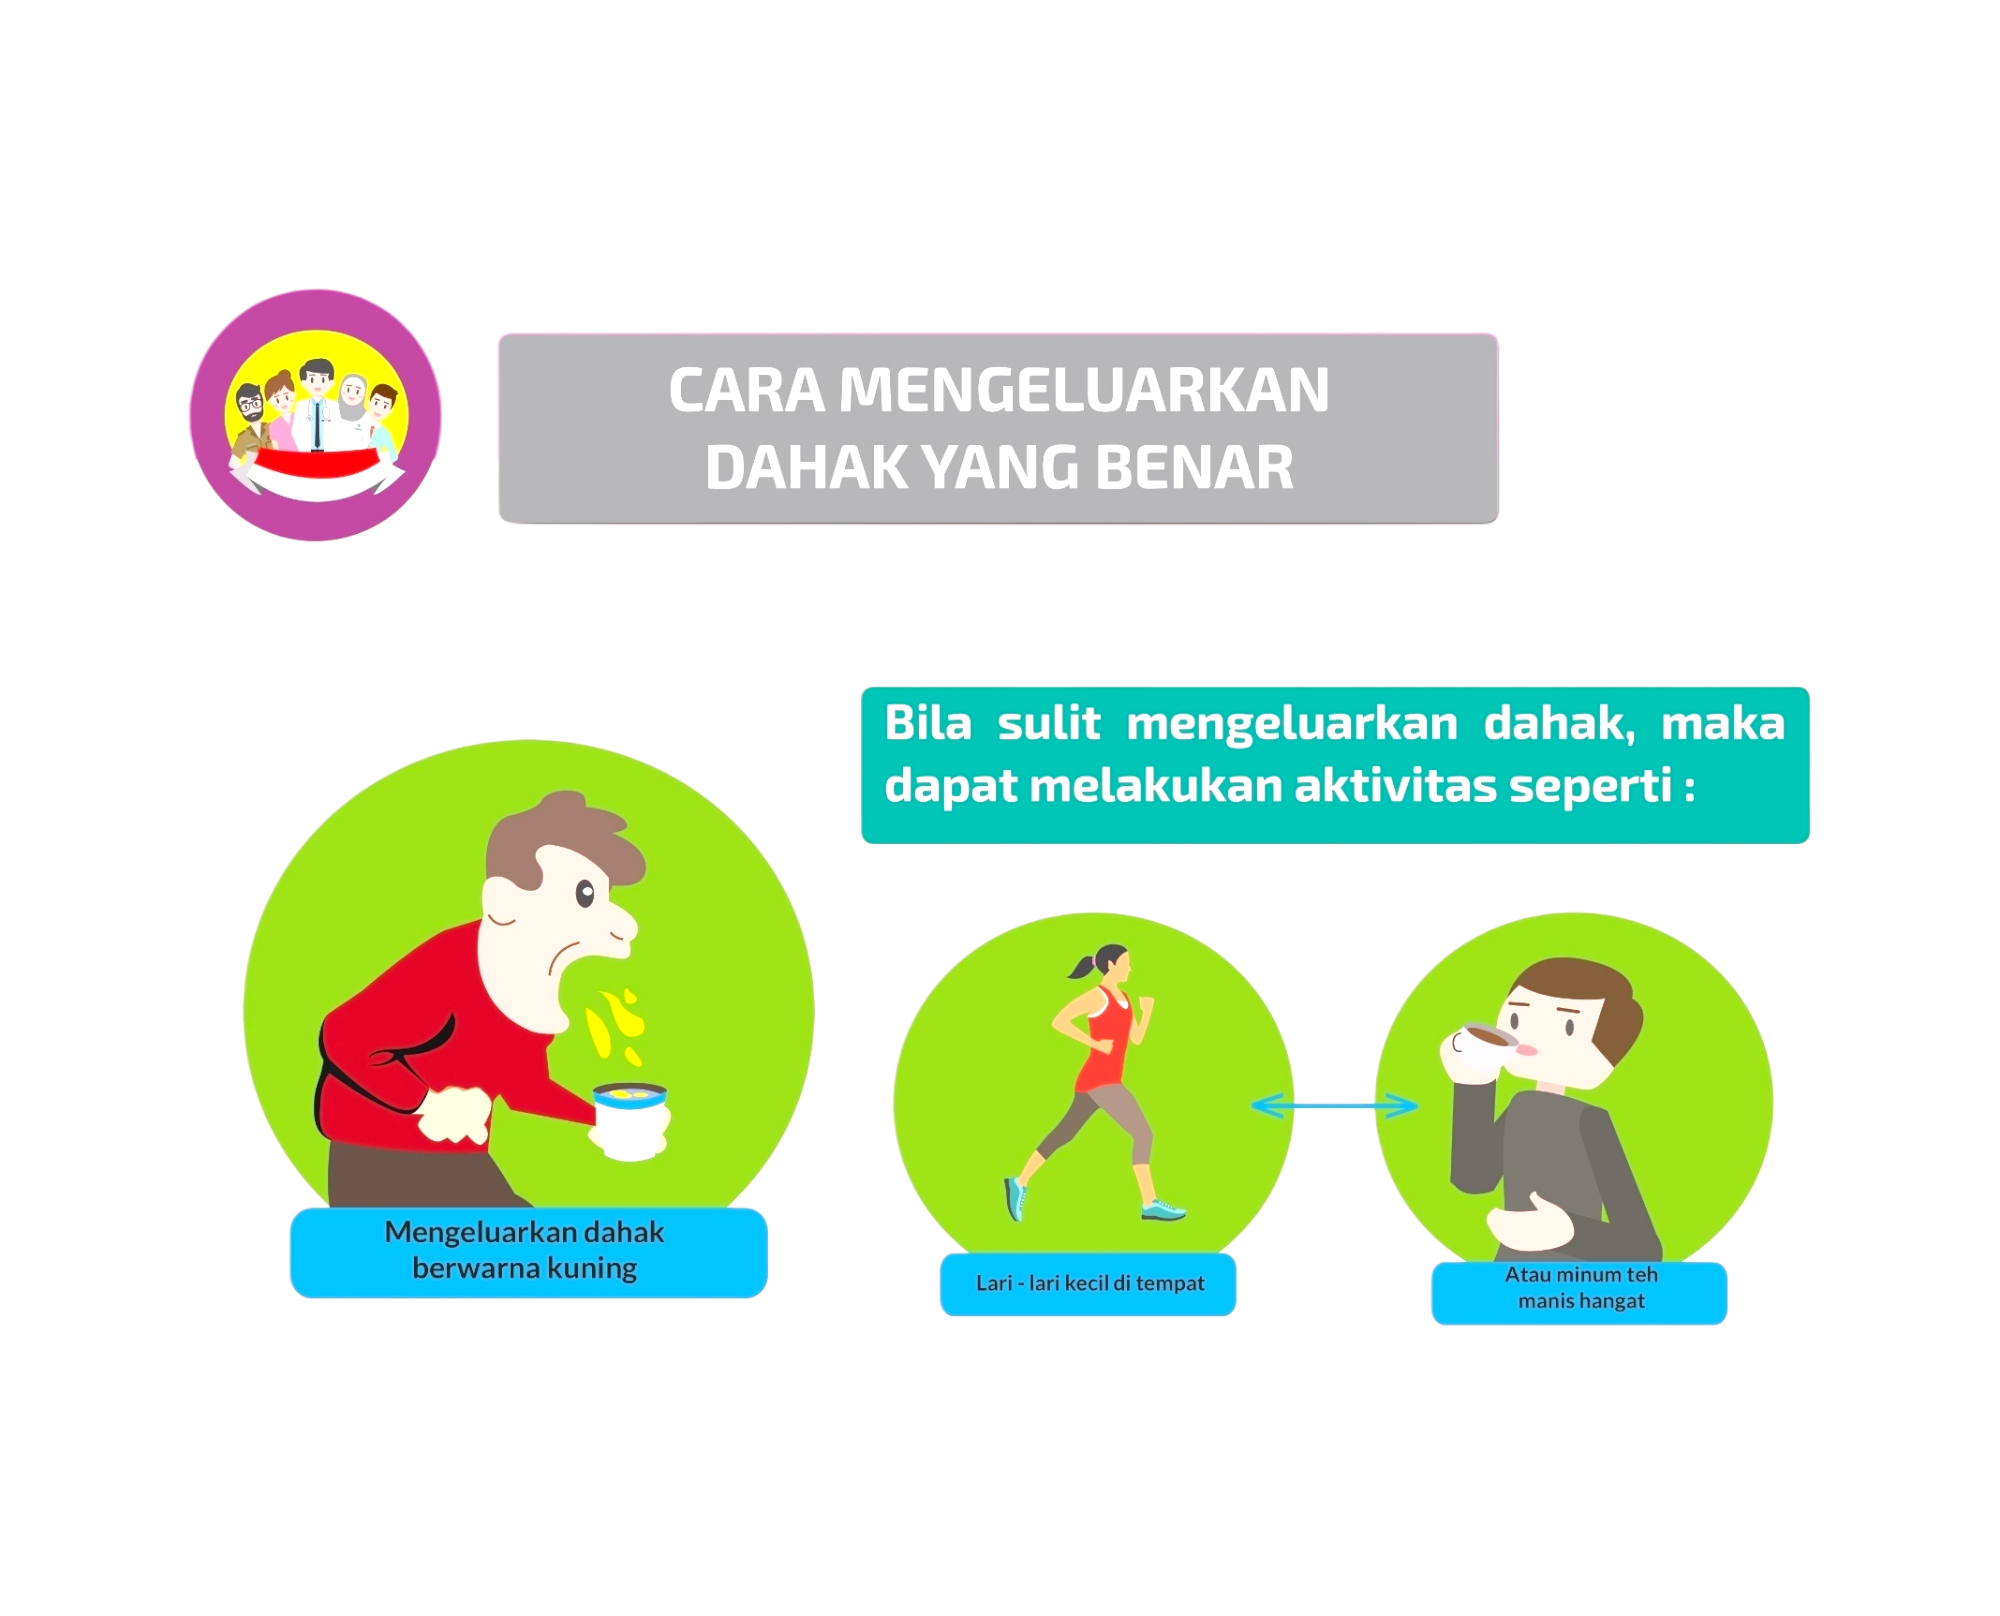 CARA MENGELUARKAN
DAHAK YANG BENAR
Bila sulit mengeluarkan dahak, maka
dapat melakukan aktivitas seperti :
Mengeluarkan dahak
berwarna kuning
Lari - lari kecil di tempat
Atau minum teh
manis hangat